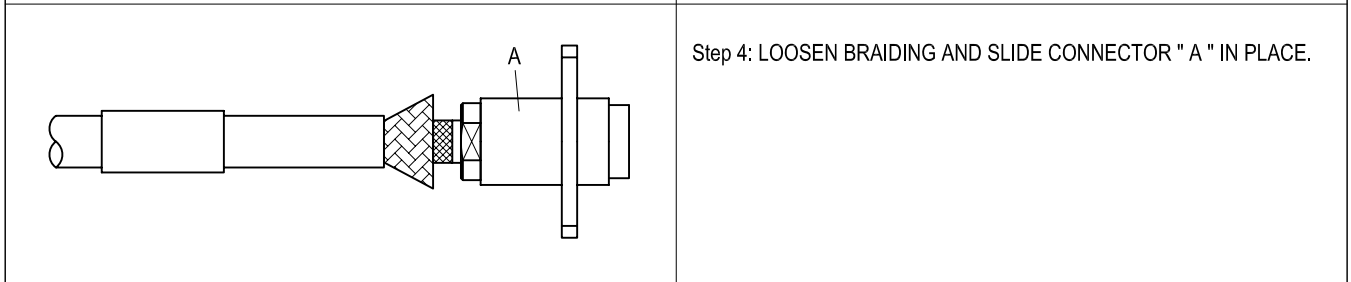 A
Step 4: LOOSEN BRAIDING AND SLIDE CONNECTOR " A " IN PLACE.